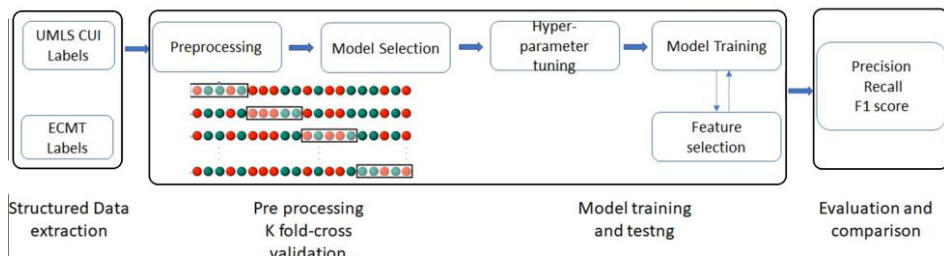 UMLS CUI
Labels
ECMT
Labels
Preprocessing
Model Selection
Hyper-
parameter
tuning
Model Training
Feature
selection
Precision
Recall
F1 score
Structured Data
extraction
Pre processing
K fold-cross
validation
Model training
and testng
Evaluation and
comparison